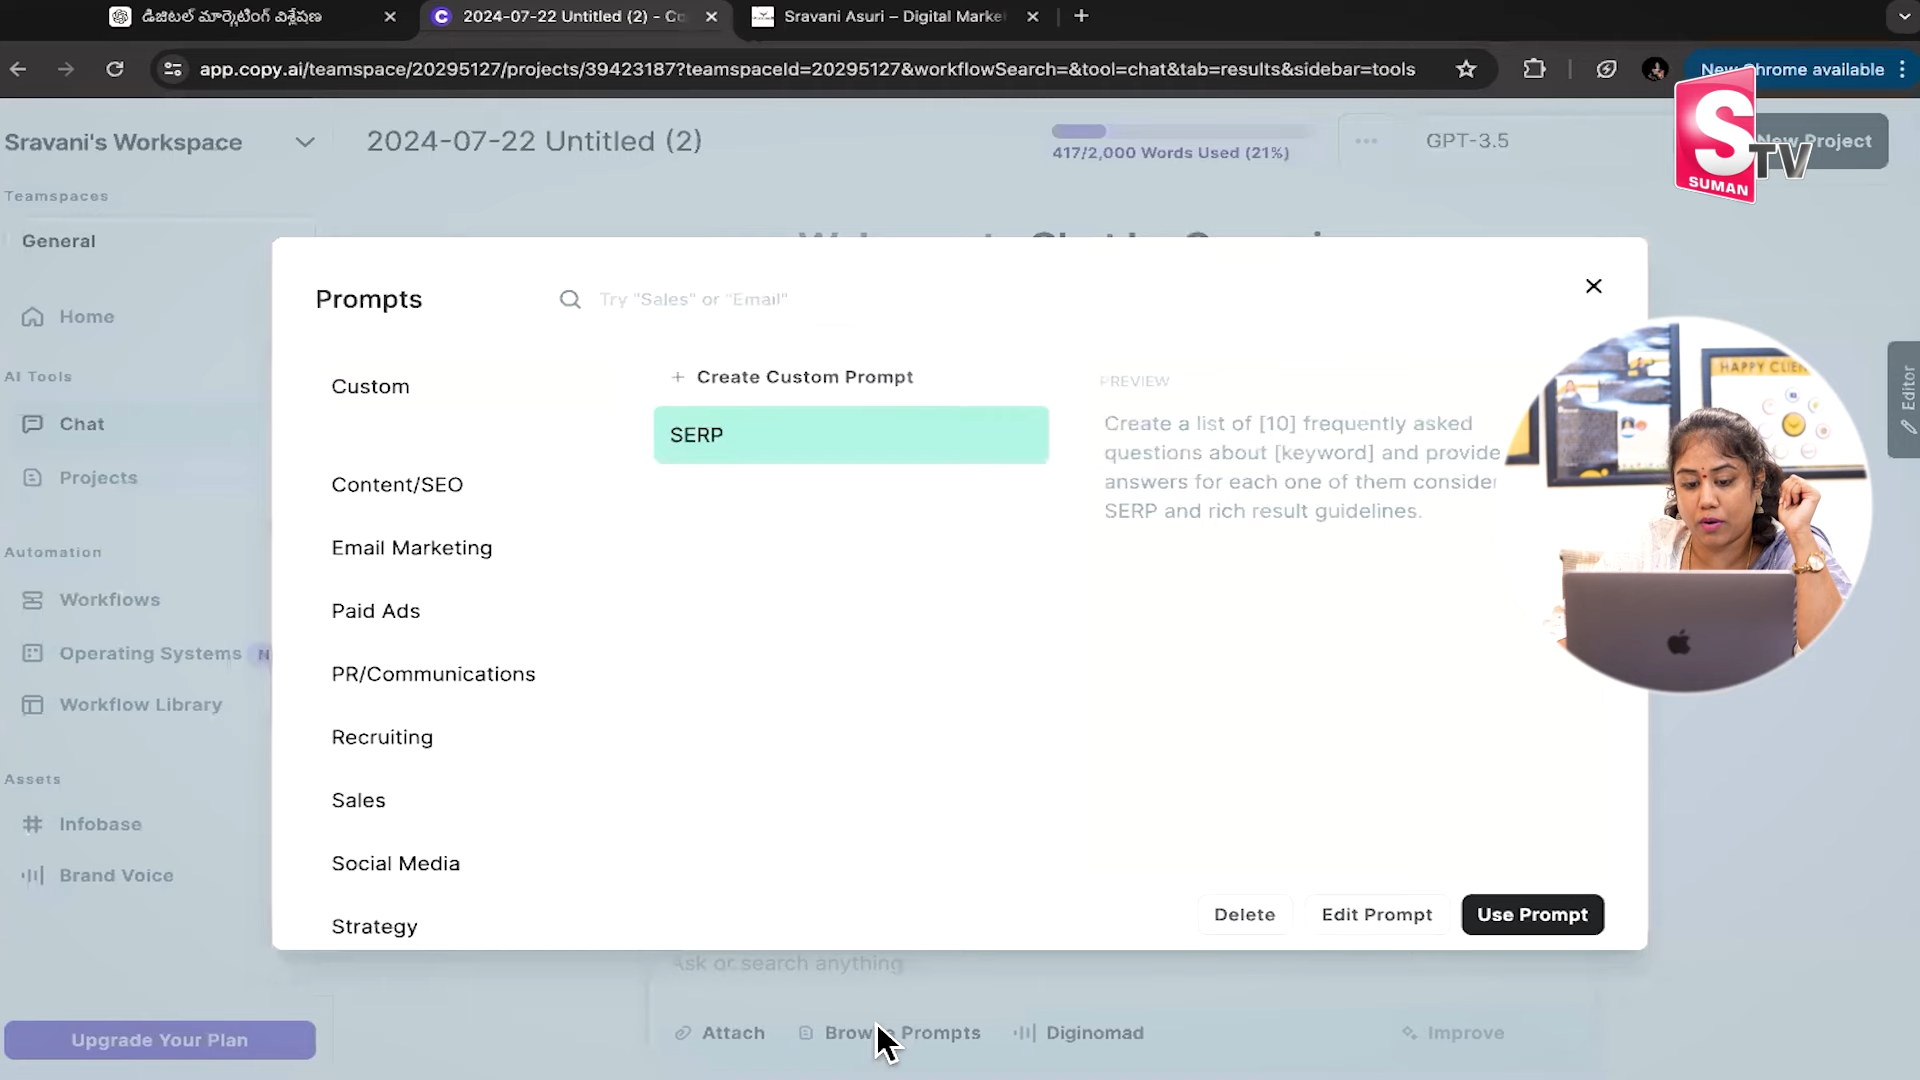 డిజిటల్ మార్కెటింగ్ విశ్లేషణ
2024-07-22 Untitled (2) - Co
Sravani Asuri – Digital Marke
app.copy.ai/teamspace/20295127/projects/39423187?teamspaceId=20295127&workflowSearch=&tool=chat&tab=results&sidebar=tools
New Chrome available
S
TV
SUMAN
Sravani's Workspace
2024-07-22 Untitled (2)
417/2,000 Words Used (21%)
GPT-3.5
New Project
Teamspaces
General
Home
AI Tools
Chat
Projects
Automation
Workflows
Operating Systems N
Workflow Library
Assets
Infobase
Brand Voice
Upgrade Your Plan
Prompts
Try "Sales" or "Email"
Custom
Content/SEO
Email Marketing
Paid Ads
PR/Communications
Recruiting
Sales
Social Media
Strategy
+ Create Custom Prompt
SERP
PREVIEW
Create a list of [10] frequently asked
questions about [keyword] and provide
answers for each one of them consider
SERP and rich result guidelines.
HAPPY CLIEN
Editor
Delete
Edit Prompt
Use Prompt
Ask or search anything
Attach
Browse Prompts
Diginomad
Improve